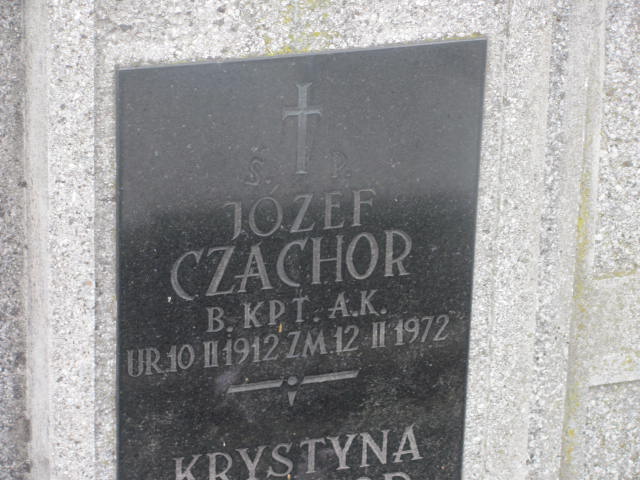 Ś. P.
JÓZEF
CZACHOR
B. KPT. A.K.
UR.10 II 1912 ZM.12 II 1972
KRYSTYNA